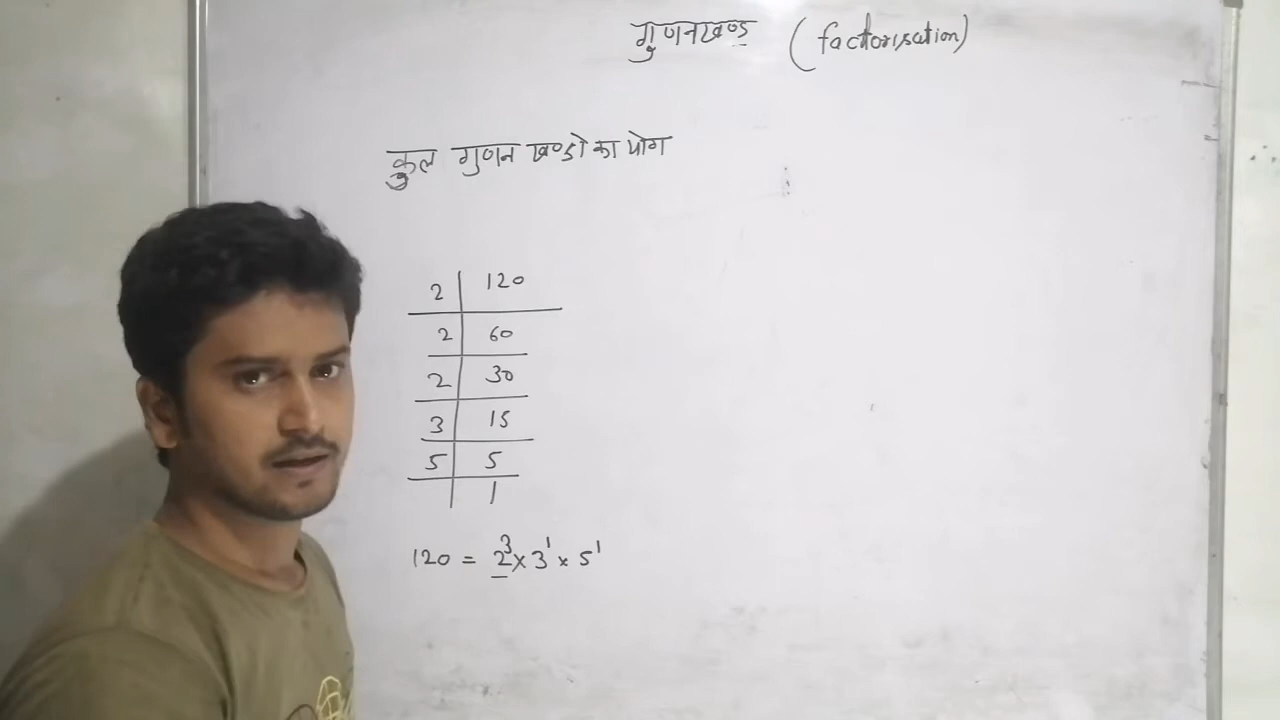 गुणनखण्ड (factorisation)
कुल गुणन खण्डो का योग
2 | 120
2 | 60
2 | 30
3 | 15
5 | 5
| 1
120 = 2³ × 3¹ × 5¹